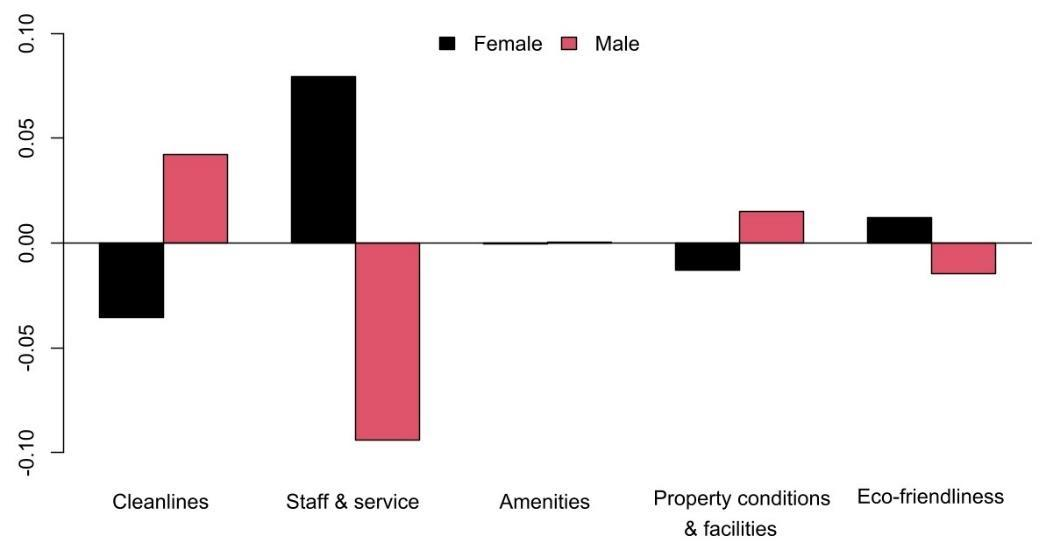 0.10
0.05
0.00
-0.05
-0.10
Female Male
Cleanlines Staff & service Amenities Property conditions & facilities Eco-friendliness